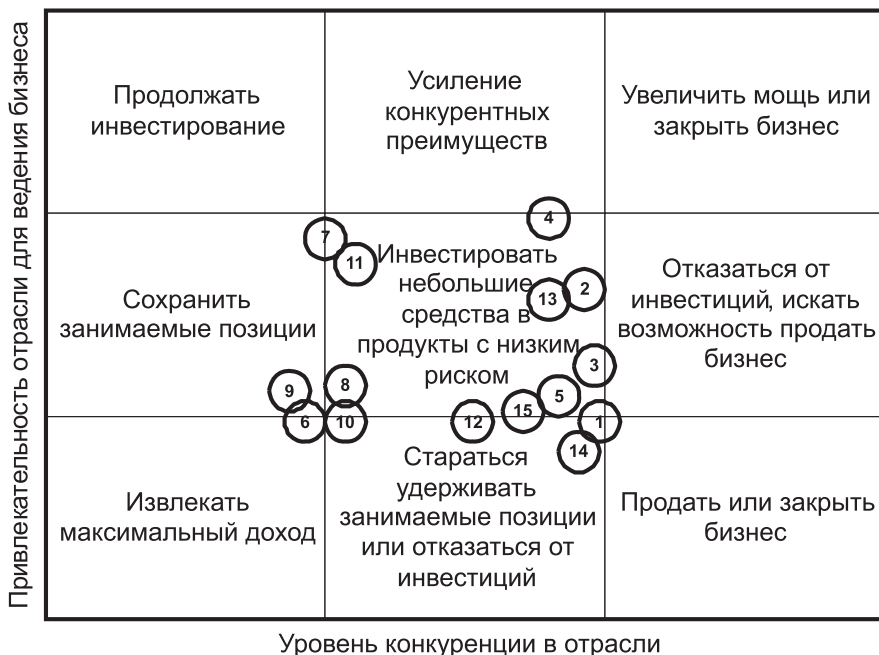 Привлекательность отрасли для ведения бизнеса
Продолжать
инвестирование
Усиление
конкурентных
преимуществ
Увеличить мощь или
закрыть бизнес
Сохранить
занимаемые позиции
Инвестировать
небольшие
средства в
продукты с низким
риском
Отказаться от
инвестиций, искать
возможность продать
бизнес
4
7
11
2
13
3
8
9
5
15
6
10
12
1
14
Извлекать
максимальный доход
Стараться
удерживать
занимаемые позиции
или отказаться от
инвестиций
Продать или закрыть
бизнес
Уровень конкуренции в отрасли